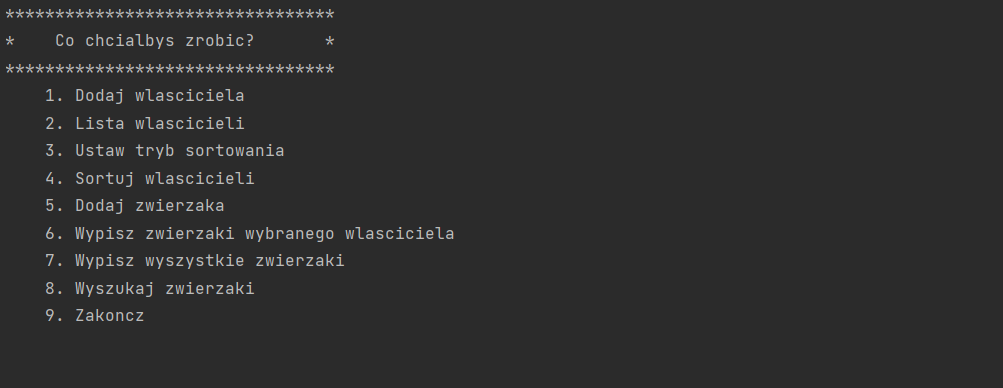 *********************************
*    Co chcialbys zrobic?       *
*********************************
    1. Dodaj wlasciciela
    2. Lista wlascicieli
    3. Ustaw tryb sortowania
    4. Sortuj wlascicieli
    5. Dodaj zwierzaka
    6. Wypisz zwierzaki wybranego wlasciciela
    7. Wypisz wyszystkie zwierzaki
    8. Wyszukaj zwierzaki
    9. Zakoncz